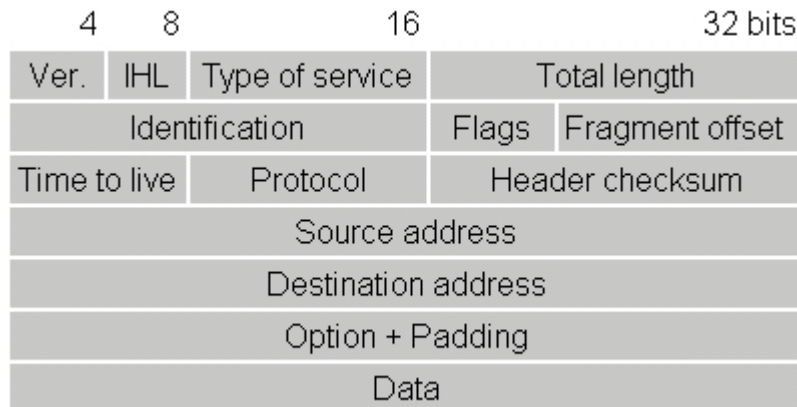 4 8 16 32 bits
Ver. IHL Type of service Total length
Identification Flags Fragment offset
Time to live Protocol Header checksum
Source address
Destination address
Option + Padding
Data